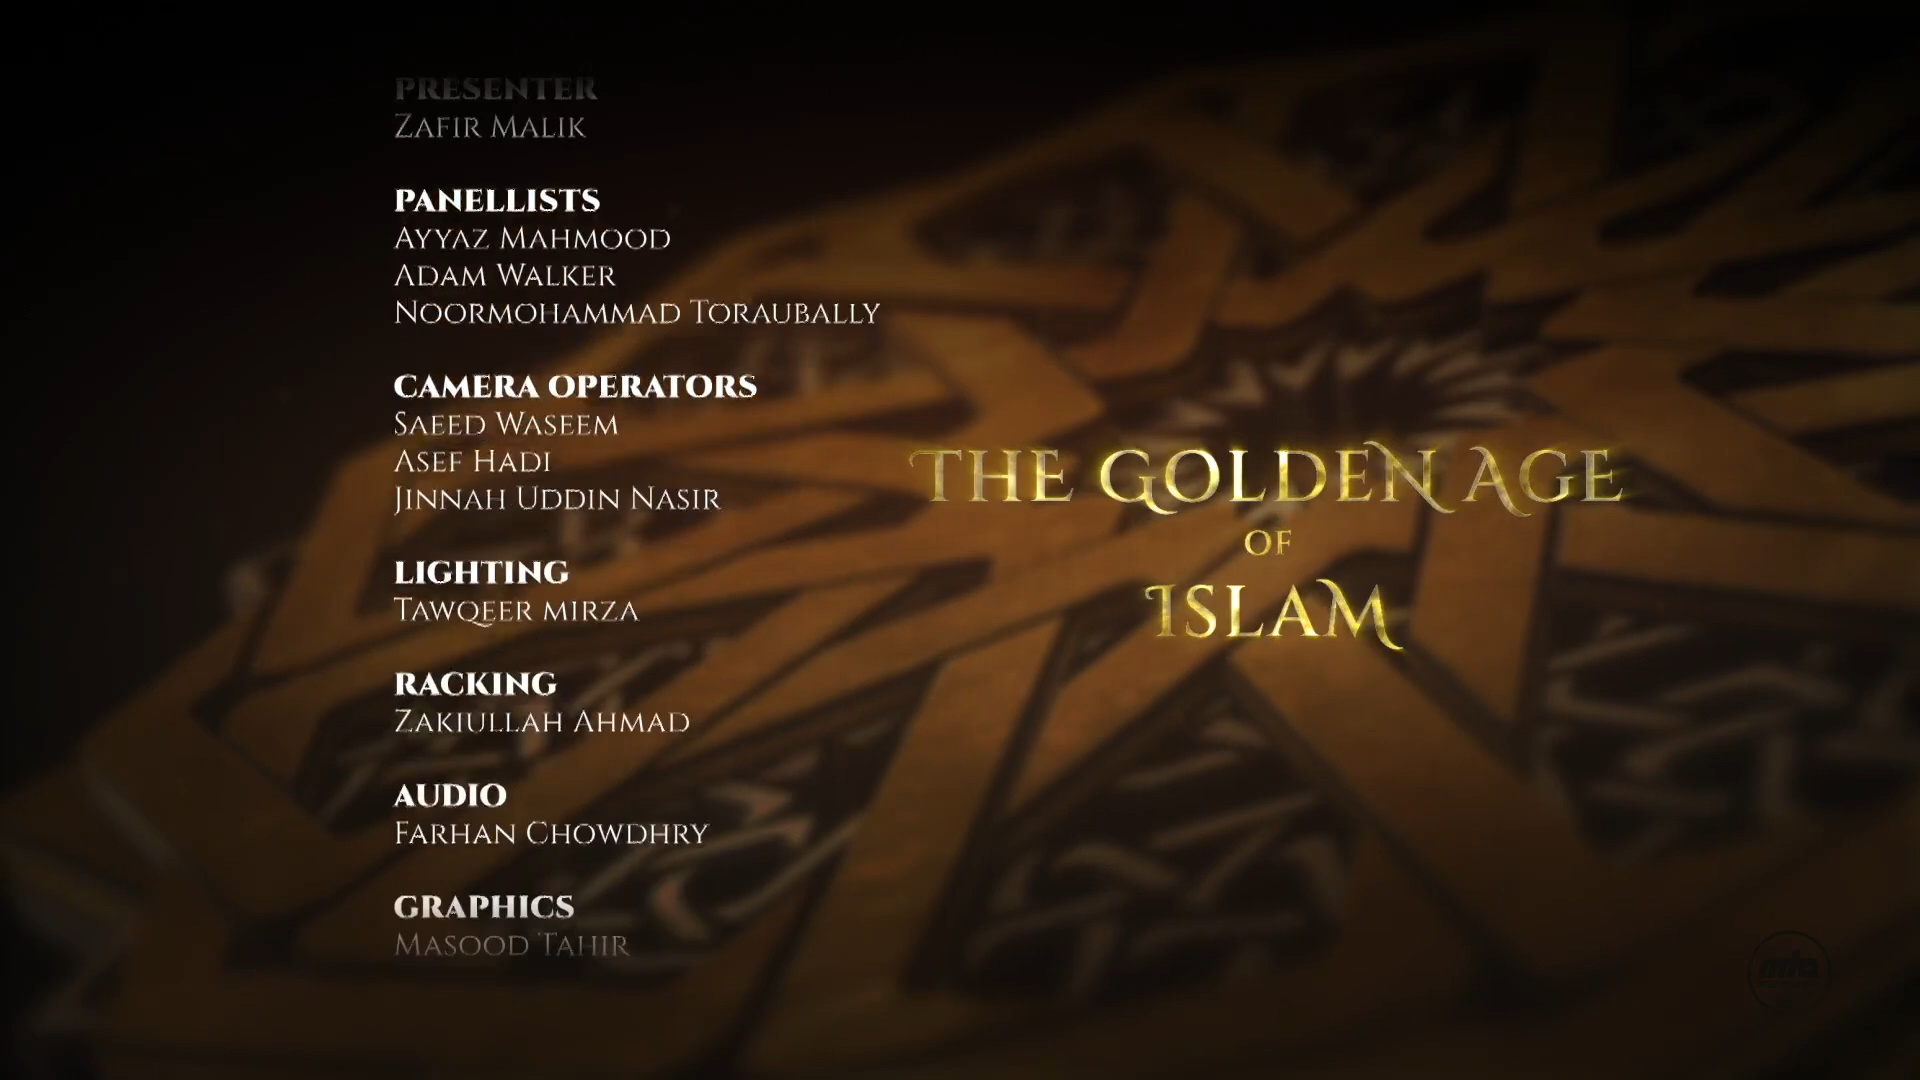 PRESENTER
ZAFIR MALIK
PANELLISTS
AYYAZ MAHMOOD
ADAM WALKER
NOORMOHAMMAD TORAUBALLY
CAMERA OPERATORS
SAEED WASEEM
ASEF HADI
JINNAH UDDIN NASIR
LIGHTING
TAWQEER MIRZA
RACKING
ZAKIULLAH AHMAD
AUDIO
FARHAN CHOWDHRY
GRAPHICS
MASOOD TAHIR
THE GOLDEN AGE
OF
ISLAM
mta